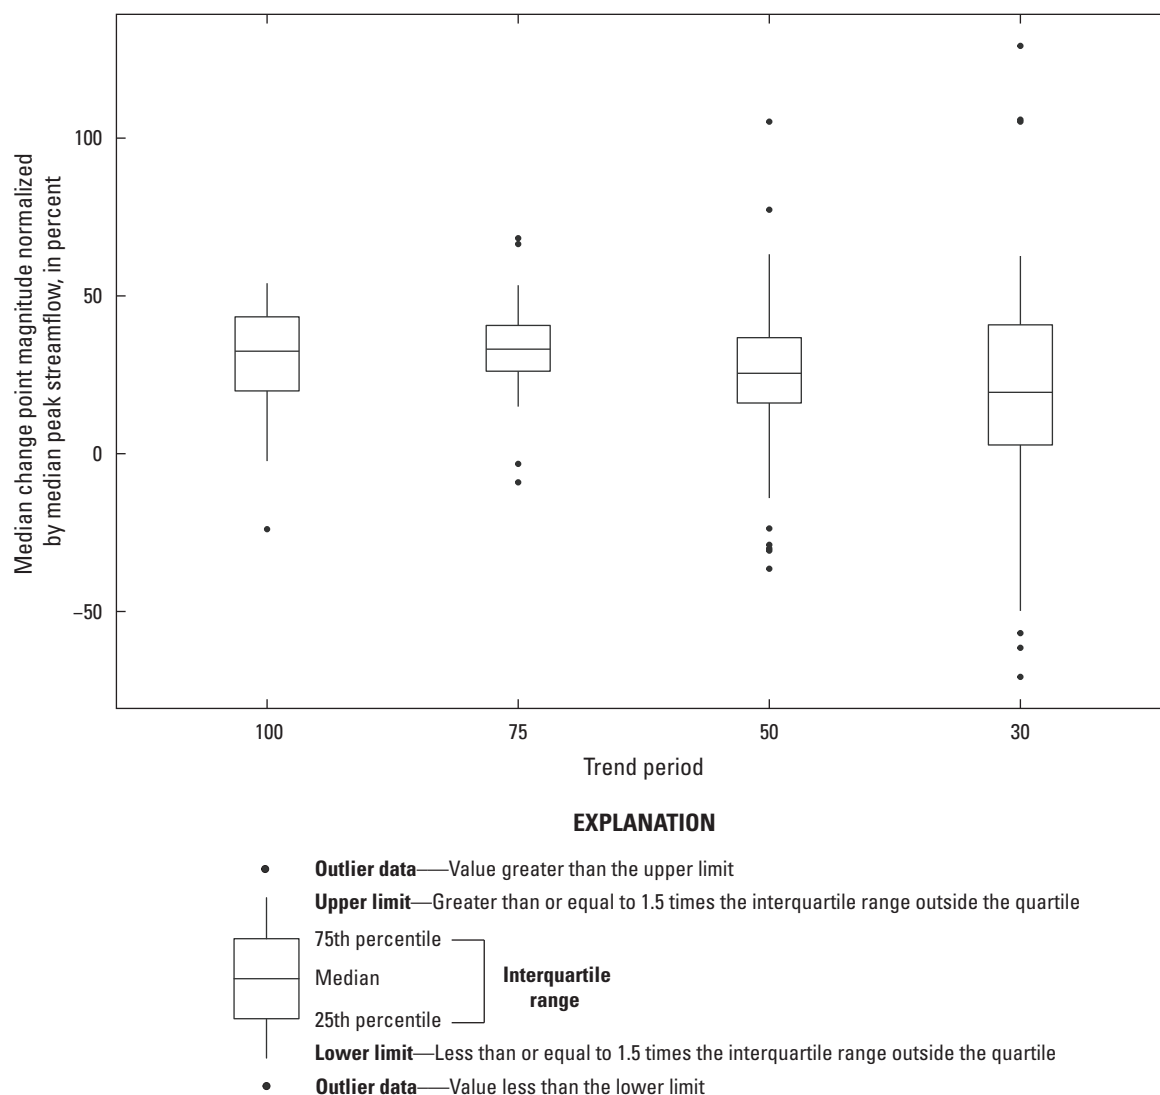 Median change point magnitude normalized
by median peak streamflow, in percent
100
50
0
–50
100
75
50
30
Trend period
EXPLANATION
Outlier data——Value greater than the upper limit
Upper limit—Greater than or equal to 1.5 times the interquartile range outside the quartile
75th percentile
Median
Interquartile
range
25th percentile
Lower limit—Less than or equal to 1.5 times the interquartile range outside the quartile
Outlier data——Value less than the lower limit